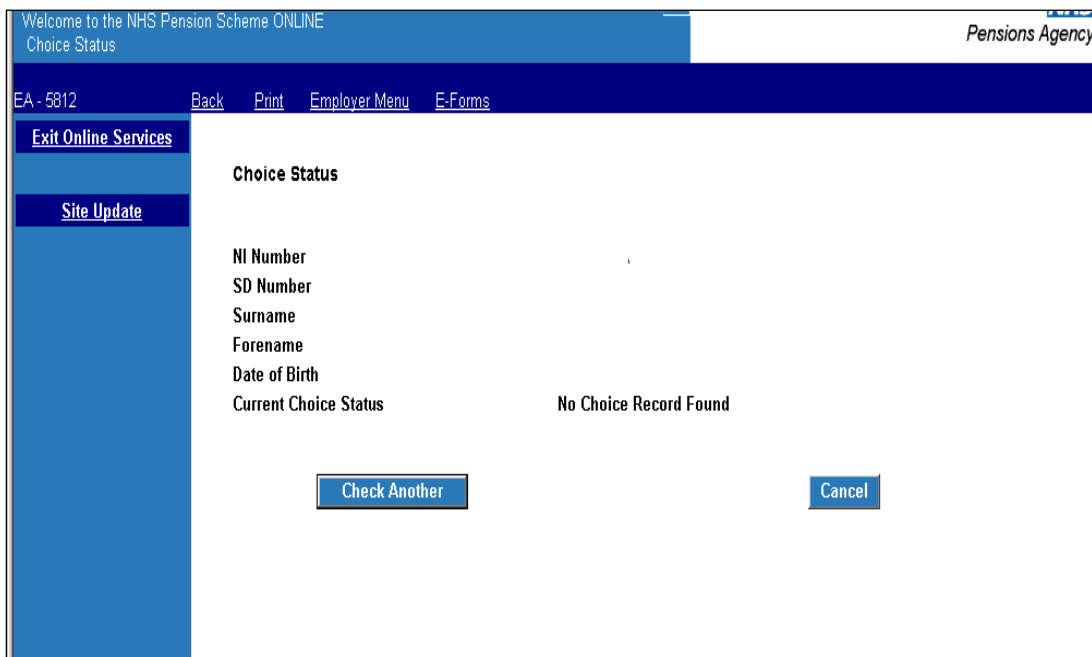 Welcome to the NHS Pension Scheme ONLINE
Choice Status
Pensions Agency
EA - 5812 Back Print Employer Menu E-Forms
Exit Online Services
Site Update
Choice Status
NI Number
SD Number
Surname
Forename
Date of Birth
Current Choice Status No Choice Record Found
Check Another Cancel